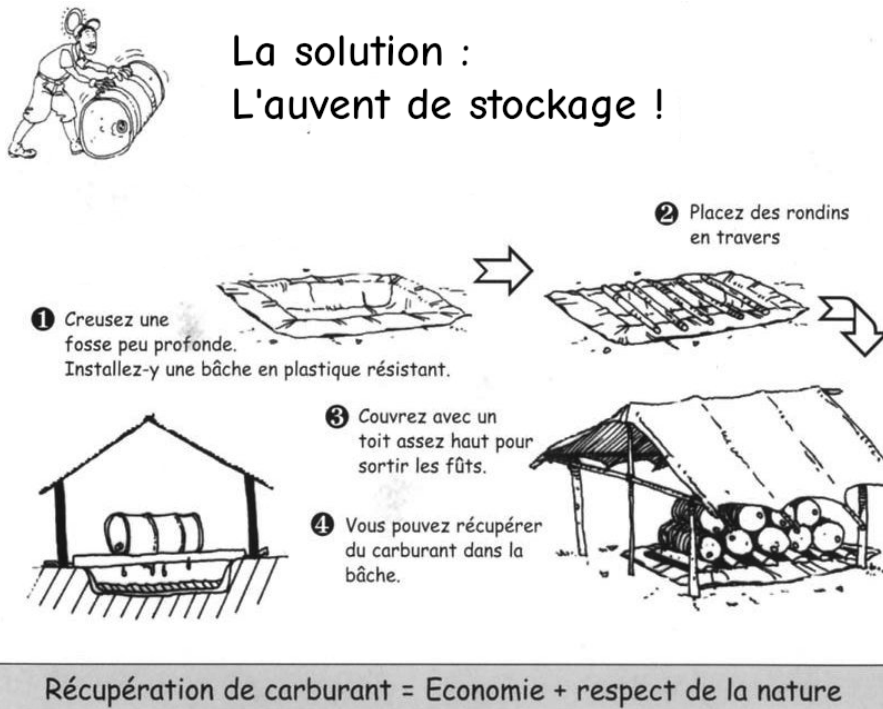 La solution :
L'auvent de stockage !
❶ Creusez une
fosse peu profonde.
Installez-y une bâche en plastique résistant.
❷ Placez des rondins
en travers
❸ Couvrez avec un
toit assez haut pour
sortir les fûts.
❹ Vous pouvez récupérer
du carburant dans la
bâche.
Récupération de carburant = Economie + respect de la nature